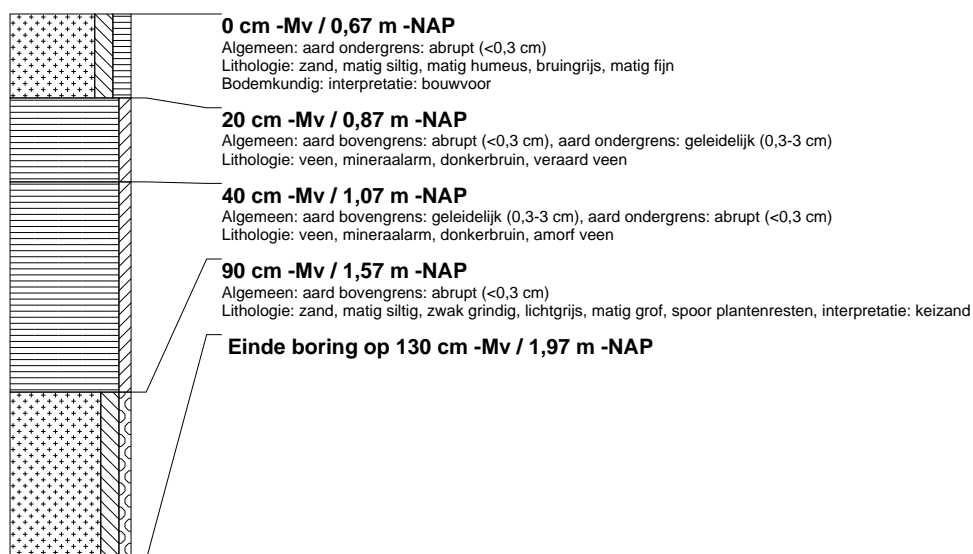 0 cm -Mv / 0,67 m -NAP
Algemeen: aard ondergrens: abrupt (<0,3 cm)
Lithologie: zand, matig siltig, matig humeus, bruingrijs, matig fijn
Bodemkundig: interpretatie: bouwvoor
20 cm -Mv / 0,87 m -NAP
Algemeen: aard bovengrens: abrupt (<0,3 cm), aard ondergrens: geleidelijk (0,3-3 cm)
Lithologie: veen, mineraalarm, donkerbruin, veraard veen
40 cm -Mv / 1,07 m -NAP
Algemeen: aard bovengrens: geleidelijk (0,3-3 cm), aard ondergrens: abrupt (<0,3 cm)
Lithologie: veen, mineraalarm, donkerbruin, amorf veen
90 cm -Mv / 1,57 m -NAP
Algemeen: aard bovengrens: abrupt (<0,3 cm)
Lithologie: zand, matig siltig, zwak grindig, lichtgrijs, matig grof, spoor plantenresten, interpretatie: keizand
Einde boring op 130 cm -Mv / 1,97 m -NAP